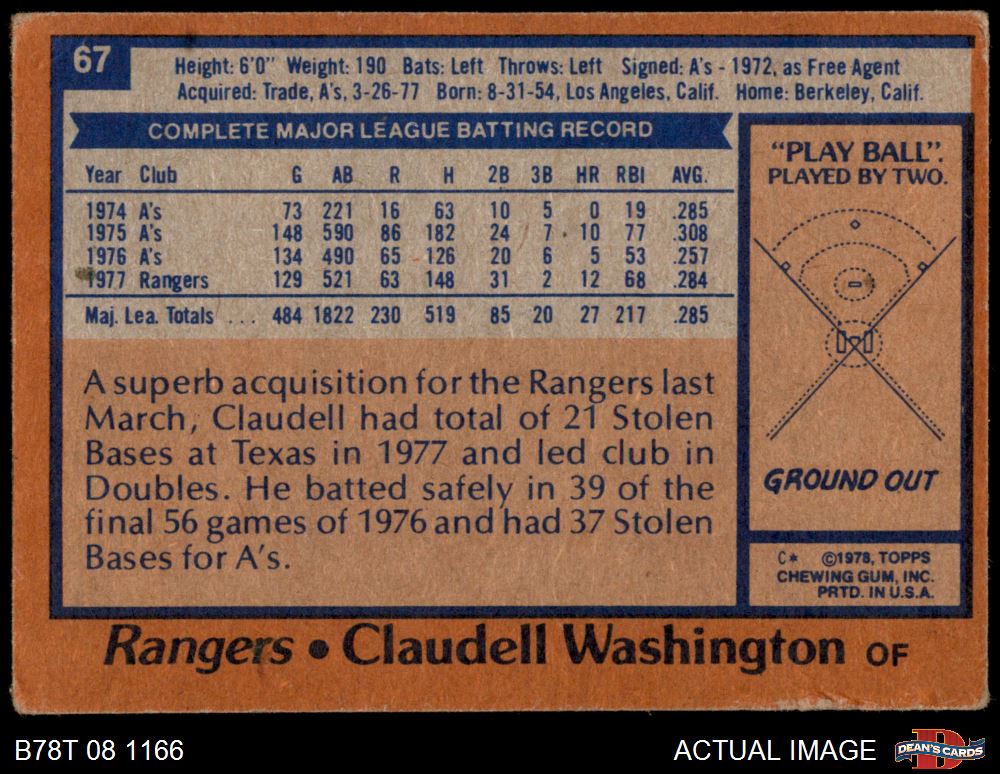 67
Height: 6'0" Weight: 190 Bats: Left Throws: Left Signed: A's - 1972, as Free Agent
Acquired: Trade, A's, 3-26-77 Born: 8-31-54, Los Angeles, Calif. Home: Berkeley, Calif.
COMPLETE MAJOR LEAGUE BATTING RECORD
Year Club G AB R H 2B 3B HR RBI AVG.
1974 A's 73 221 16 63 10 5 0 19 .285
1975 A's 148 590 86 182 24 7 10 77 .308
1976 A's 134 490 65 126 20 6 5 53 .257
1977 Rangers 129 521 63 148 31 2 12 68 .284
Maj. Lea. Totals ... 484 1822 230 519 85 20 27 217 .285
A superb acquisition for the Rangers last
March, Claudell had total of 21 Stolen
Bases at Texas in 1977 and led club in
Doubles. He batted safely in 39 of the
final 56 games of 1976 and had 37 Stolen
Bases for A's.
"PLAY BALL".
PLAYED BY TWO.
GROUND OUT
C* ©1978, TOPPS
CHEWING GUM, INC.
PRTD. IN U.S.A.
Rangers • Claudell Washington OF
B78T 08 1166
ACTUAL IMAGE
D
DEAN'S CARDS